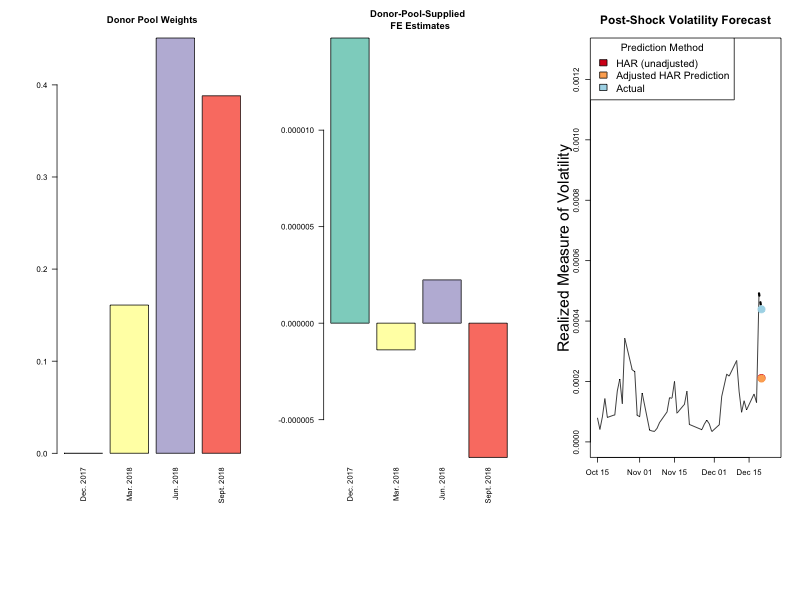 Donor Pool Weights
0.4
0.3
0.2
0.1
0.0
Dec. 2017
Mar. 2018
Jun. 2018
Sept. 2018
Donor-Pool-Supplied
FE Estimates
0.000010
0.000005
0.000000
-0.000005
Dec. 2017
Mar. 2018
Jun. 2018
Sept. 2018
Post-Shock Volatility Forecast
Prediction Method
HAR (unadjusted)
Adjusted HAR Prediction
Actual
Realized Measure of Volatility
0.0012
0.0010
0.0008
0.0006
0.0004
0.0002
0.0000
Oct 15
Nov 01
Nov 15
Dec 01
Dec 15